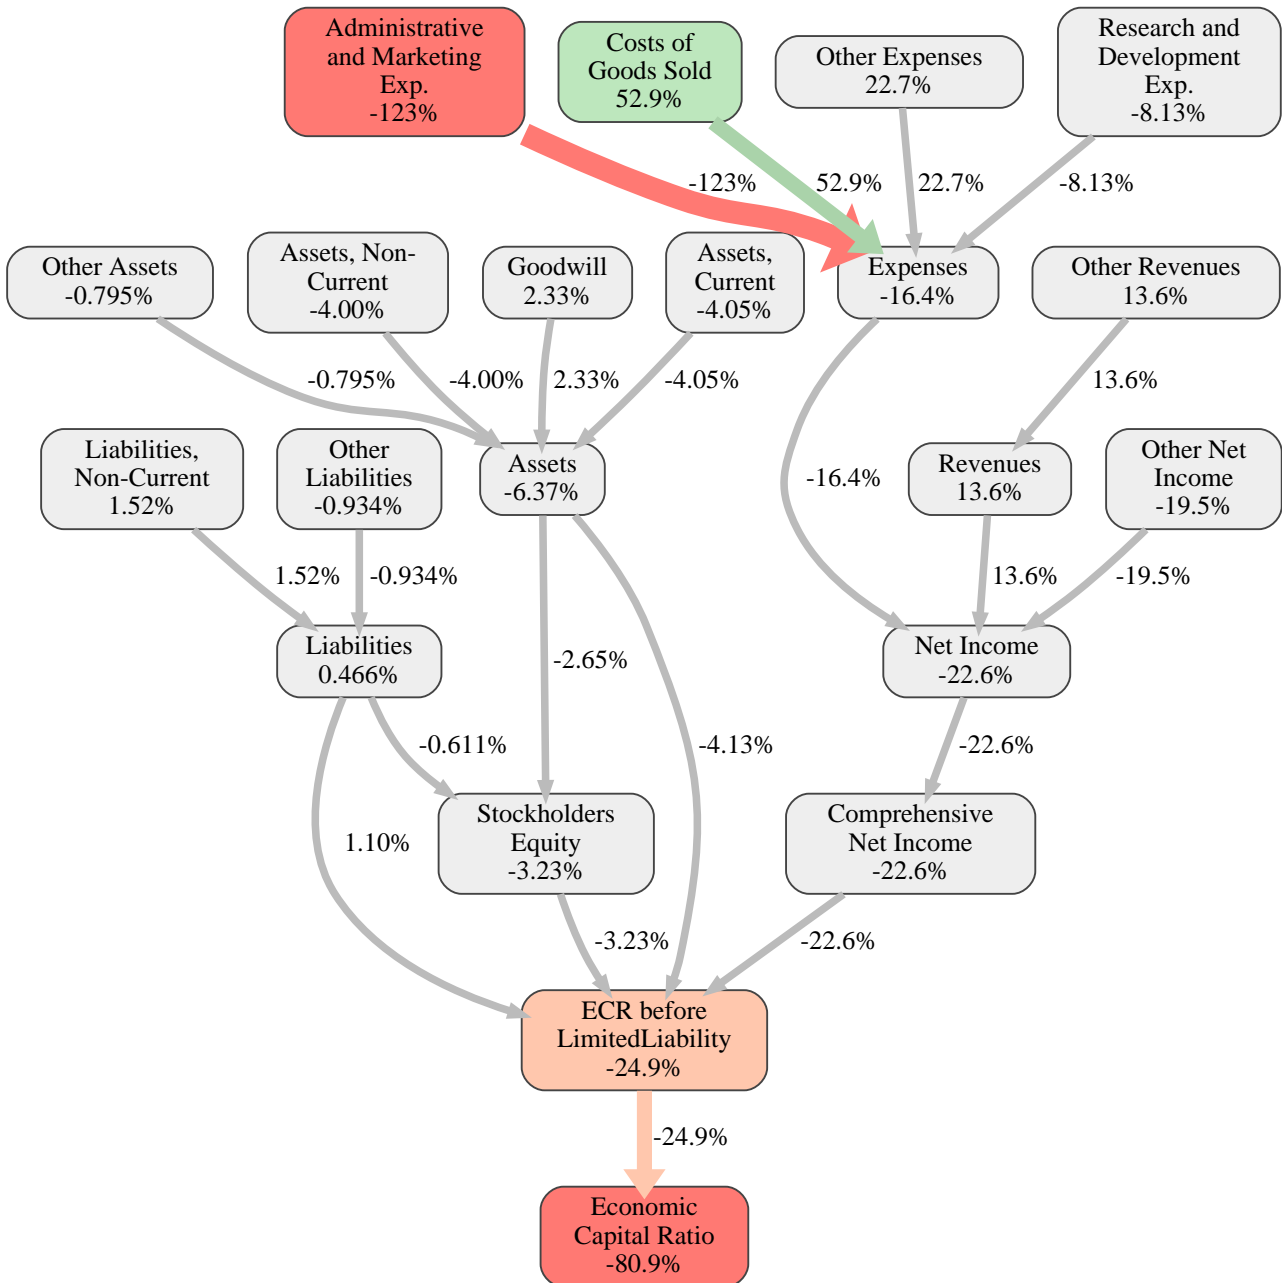 Administrative
and Marketing
Exp.
-123%
Costs of
Goods Sold
52.9%
Other Expenses
22.7%
Research and
Development
Exp.
-8.13%
-123%
52.9%
22.7%
-8.13%
Other Assets
-0.795%
Assets, Non-
Current
-4.00%
Goodwill
2.33%
Assets,
Current
-4.05%
Expenses
-16.4%
Other Revenues
13.6%
-0.795%
-4.00%
2.33%
-4.05%
13.6%
Liabilities,
Non-Current
1.52%
Other
Liabilities
-0.934%
Assets
-6.37%
-16.4%
Revenues
13.6%
Other Net
Income
-19.5%
1.52%
-0.934%
13.6%
-19.5%
Liabilities
0.466%
-2.65%
Net Income
-22.6%
-0.611%
-4.13%
-22.6%
Stockholders
Equity
-3.23%
Comprehensive
Net Income
-22.6%
1.10%
-3.23%
-22.6%
ECR before
LimitedLiability
-24.9%
-24.9%
Economic
Capital Ratio
-80.9%